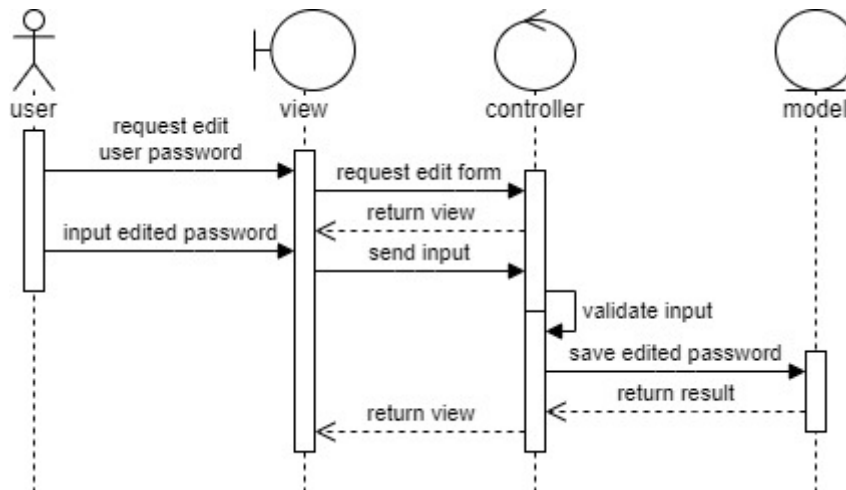 user
view
controller
model
request edit
user password
request edit form
return view
input edited password
send input
validate input
save edited password
return result
return view